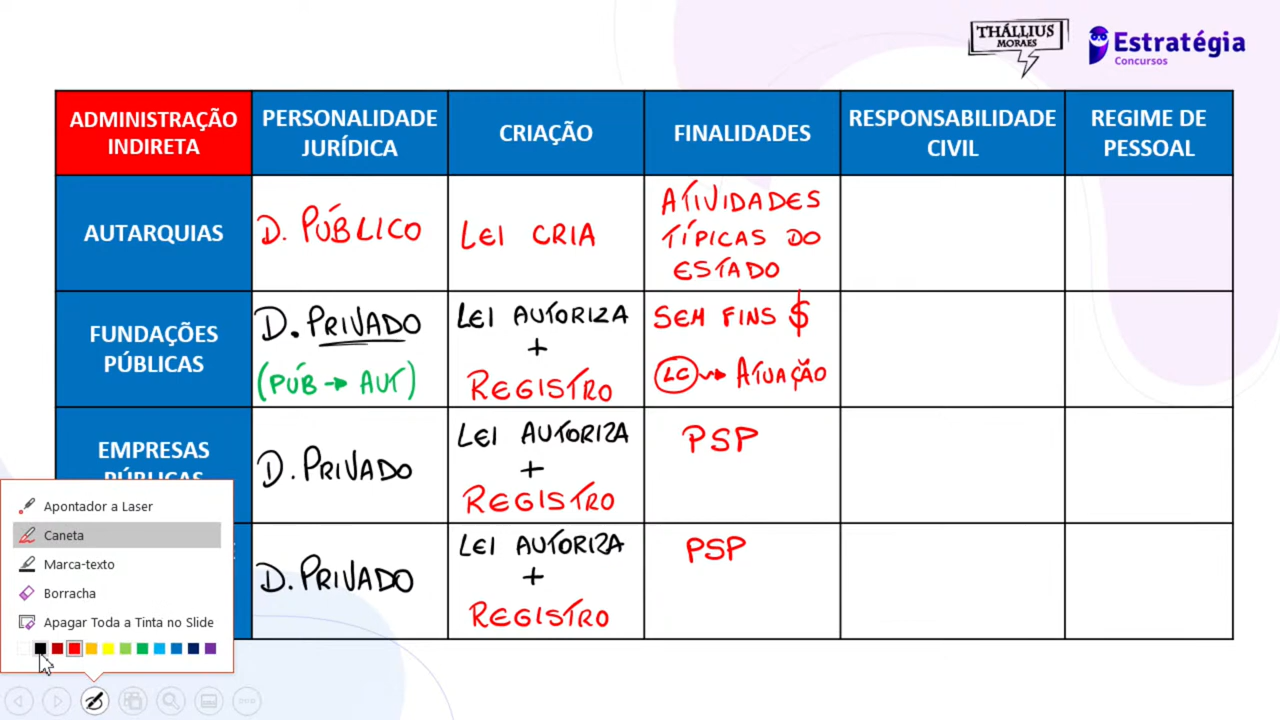 THÁLLIUS
MORAES
Estratégia
Concursos
ADMINISTRAÇÃO
INDIRETA
PERSONALIDADE
JURÍDICA
CRIAÇÃO
FINALIDADES
RESPONSABILIDADE
CIVIL
REGIME DE
PESSOAL
AUTARQUIAS
D. PÚBLICO
LEI CRIA
ATIVIDADES
TÍPICAS DO
ESTADO
FUNDAÇÕES
PÚBLICAS
D. PRIVADO
(PÚB → AUT)
LEI AUTORIZA
+
REGISTRO
SEM FINS $
LC → ATUAÇÃO
EMPRESAS
PÚBLICAS
D. PRIVADO
LEI AUTORIZA
+
REGISTRO
PSP
D. PRIVADO
LEI AUTORIZA
+
REGISTRO
PSP
Apontador a Laser
Caneta
Marca-texto
Borracha
Apagar Toda a Tinta no Slide